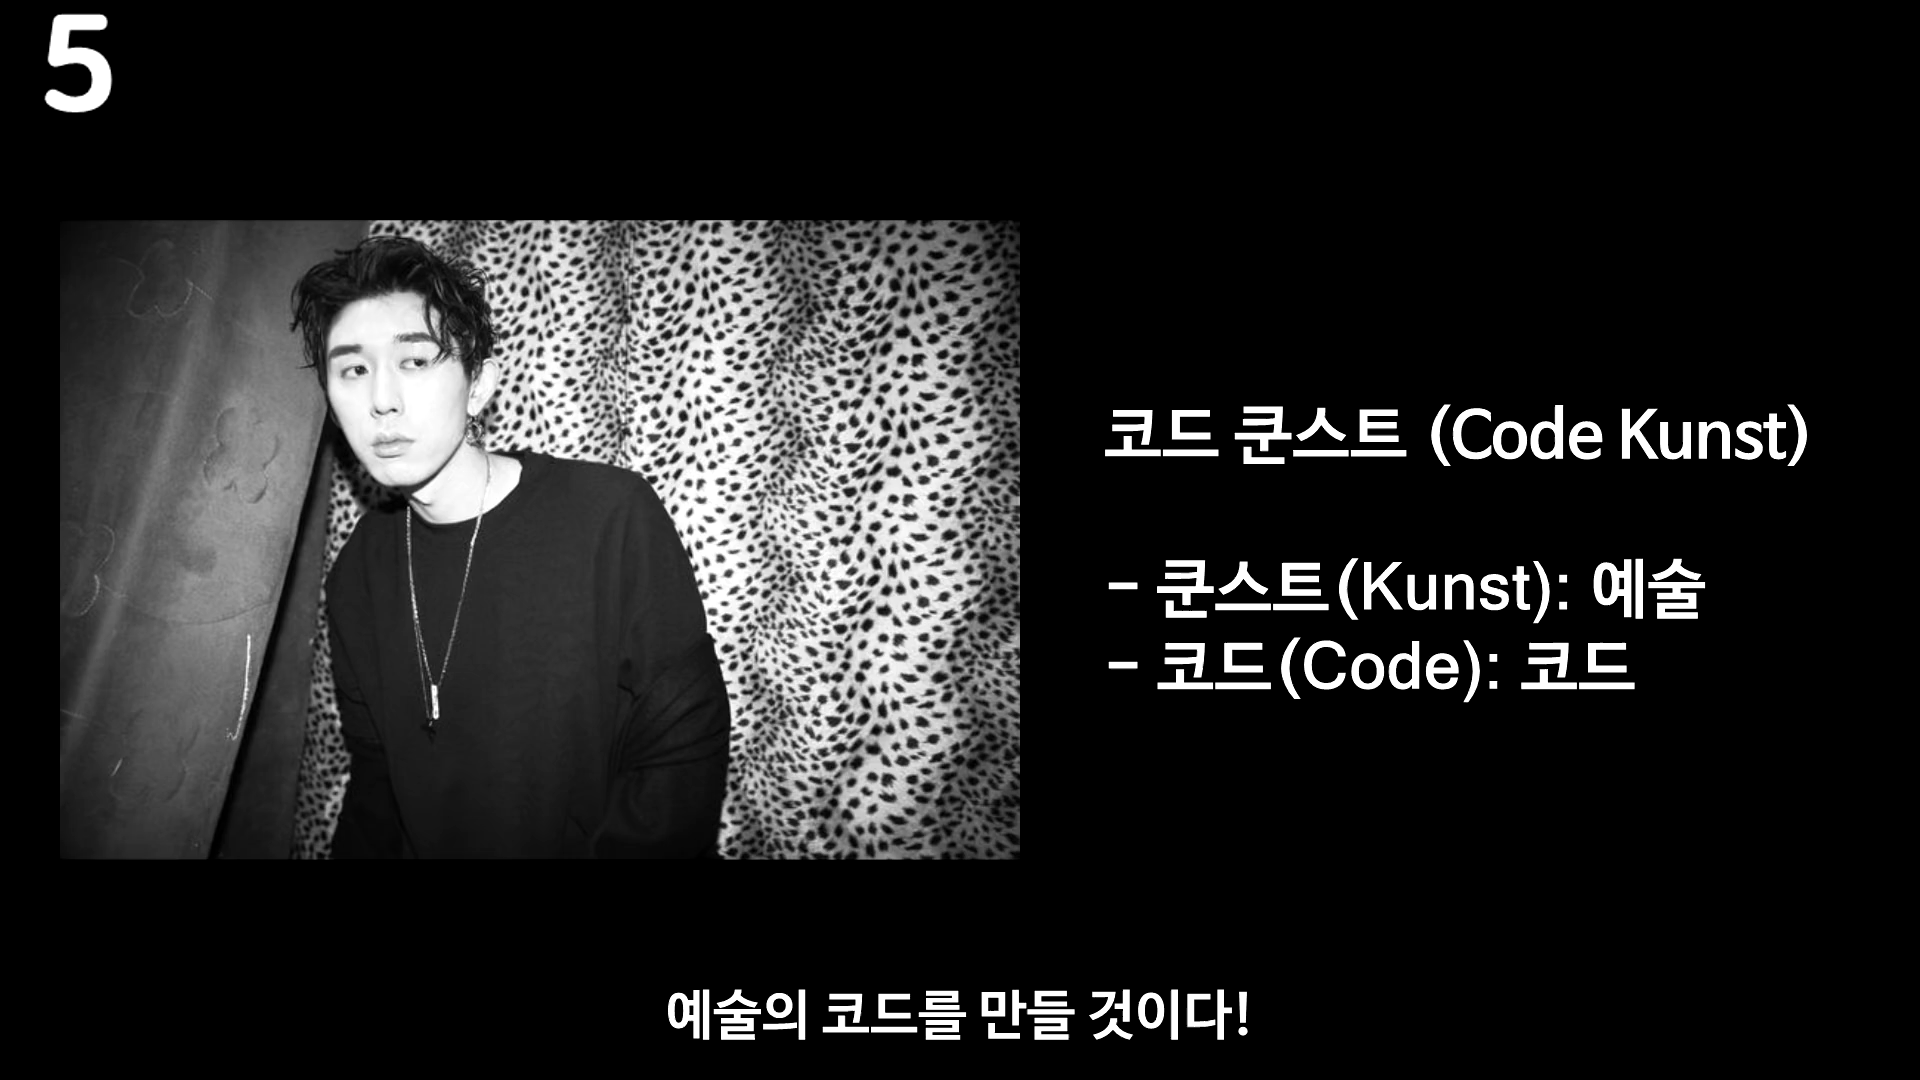 5
코드 쿤스트 (Code Kunst)
- 쿤스트(Kunst): 예술
- 코드(Code): 코드
예술의 코드를 만들 것이다!